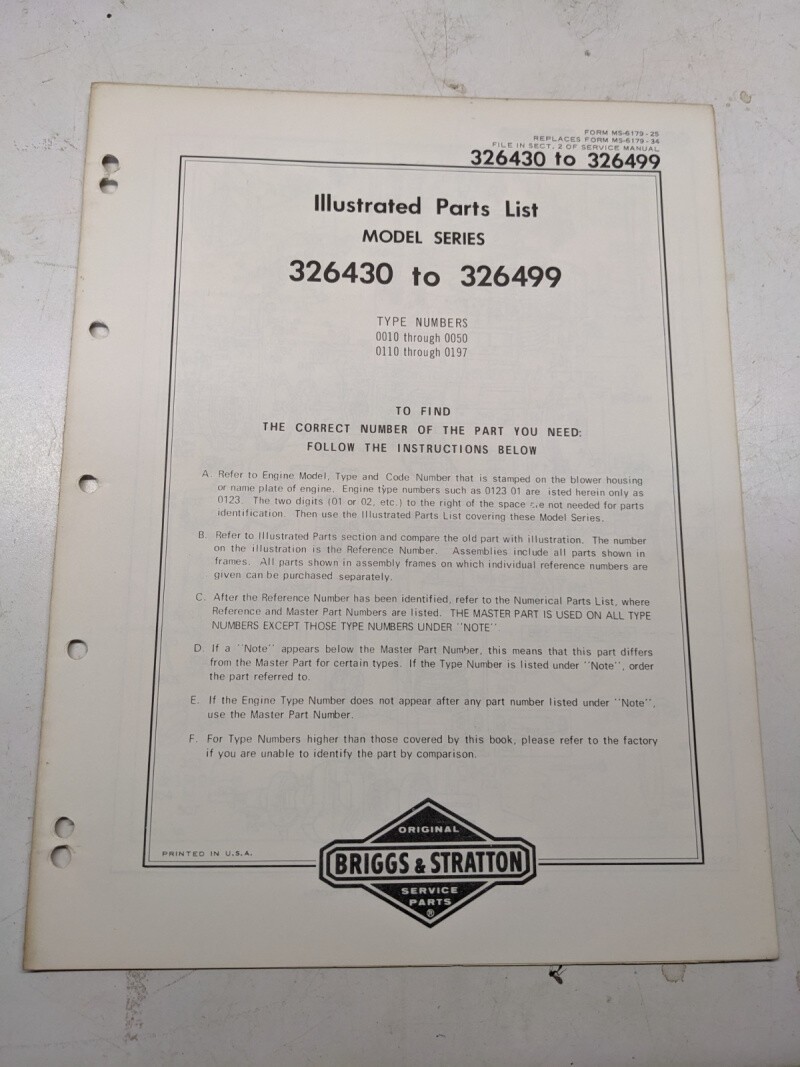 FORM MS-6179-25
REPLACES FORM MS-6179-34
FILE IN SECT. 2 OF SERVICE MANUAL
326430 to 326499
Illustrated Parts List
MODEL SERIES
326430 to 326499
TYPE NUMBERS
0010 through 0050
0110 through 0197
TO FIND
THE CORRECT NUMBER OF THE PART YOU NEED:
FOLLOW THE INSTRUCTIONS BELOW
A. Refer to Engine Model, Type and Code Number that is stamped on the blower housing
or name plate of engine. Engine type numbers such as 0123 01 are isted herein only as
0123. The two digits (01 or 02, etc.) to the right of the space are not needed for parts
identification. Then use the Illustrated Parts List covering these Model Series.
B. Refer to Illustrated Parts section and compare the old part with illustration. The number
on the illustration is the Reference Number. Assemblies include all parts shown in
frames. All parts shown in assembly frames on which individual reference numbers are
given can be purchased separately.
C. After the Reference Number has been identified, refer to the Numerical Parts List, where
Reference and Master Part Numbers are listed. THE MASTER PART IS USED ON ALL TYPE
NUMBERS EXCEPT THOSE TYPE NUMBERS UNDER "NOTE"
D. If a "Note" appears below the Master Part Number, this means that this part differs
from the Master Part for certain types. If the Type Number is listed under "Note", order
the part referred to.
E. If the Engine Type Number does not appear after any part number listed under "Note",
use the Master Part Number.
F. For Type Numbers higher than those covered by this book, please refer to the factory
if you are unable to identify the part by comparison.
PRINTED IN U.S.A.
ORIGINAL
BRIGGS & STRATTON
SERVICE
PARTS
®